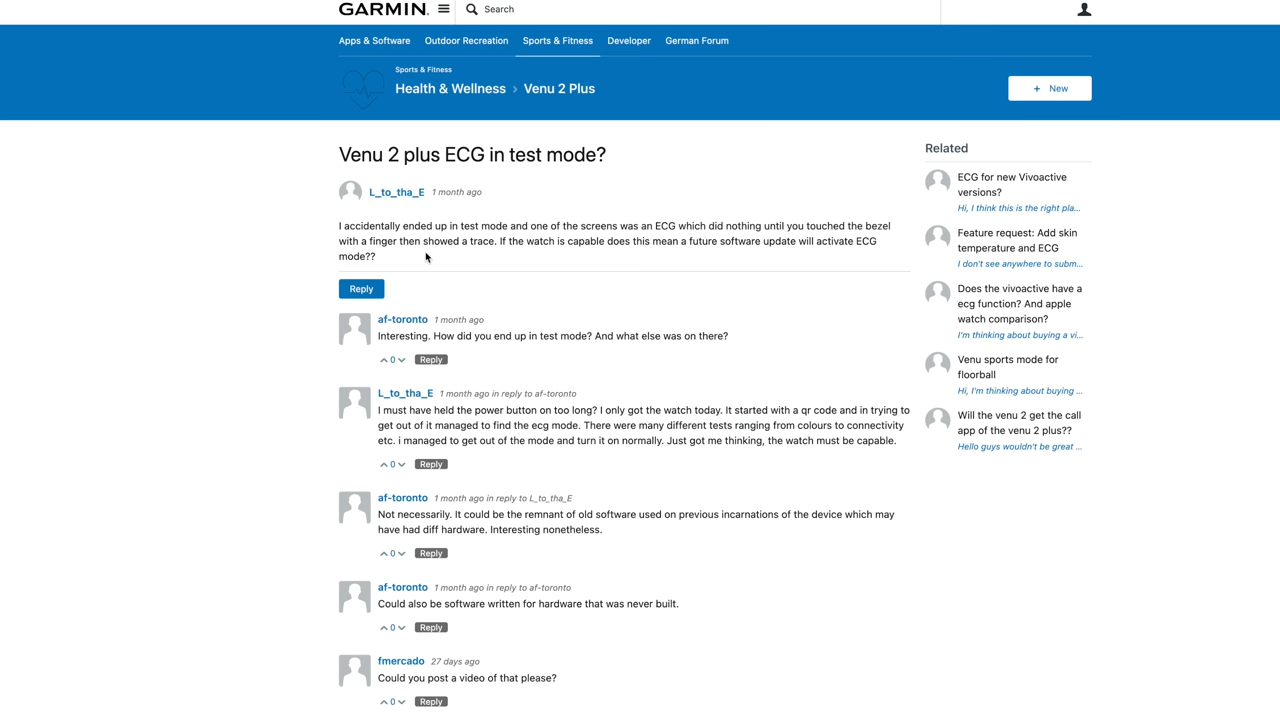 GARMIN.
Search
Apps & Software Outdoor Recreation Sports & Fitness Developer German Forum
Sports & Fitness
Health & Wellness › Venu 2 Plus
+ New
Venu 2 plus ECG in test mode?
L_to_tha_E 1 month ago
I accidentally ended up in test mode and one of the screens was an ECG which did nothing until you touched the bezel
with a finger then showed a trace. If the watch is capable does this mean a future software update will activate ECG
mode??
Reply
af-toronto 1 month ago
Interesting. How did you end up in test mode? And what else was on there?
0 Reply
L_to_tha_E 1 month ago in reply to af-toronto
I must have held the power button on too long? I only got the watch today. It started with a qr code and in trying to
get out of it managed to find the ecg mode. There were many different tests ranging from colours to connectivity
etc. i managed to get out of the mode and turn it on normally. Just got me thinking, the watch must be capable.
0 Reply
af-toronto 1 month ago in reply to L_to_tha_E
Not necessarily. It could be the remnant of old software used on previous incarnations of the device which may
have had diff hardware. Interesting nonetheless.
0 Reply
af-toronto 1 month ago in reply to af-toronto
Could also be software written for hardware that was never built.
0 Reply
fmercado 27 days ago
Could you post a video of that please?
0 Reply
Related
ECG for new Vivoactive
versions?
Hi, I think this is the right pla...
Feature request: Add skin
temperature and ECG
I don't see anywhere to subm...
Does the vivoactive have a
ecg function? And apple
watch comparison?
I'm thinking about buying a vi...
Venu sports mode for
floorball
Hi, I'm thinking about buying ...
Will the venu 2 get the call
app of the venu 2 plus??
Hello guys wouldn't be great ...